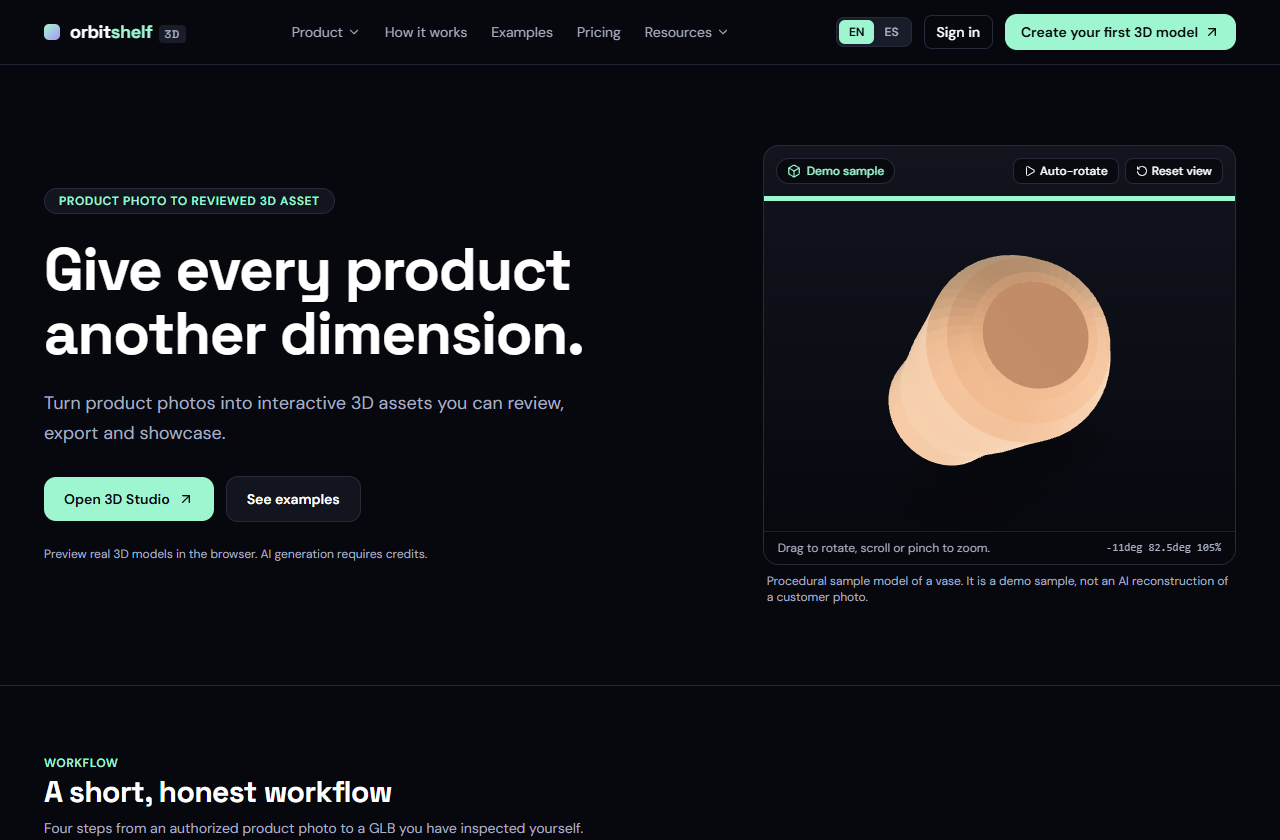 orbitshelf 3D
Product
How it works
Examples
Pricing
Resources
EN ES
Sign in
Create your first 3D model
PRODUCT PHOTO TO REVIEWED 3D ASSET
Give every product
another dimension.
Turn product photos into interactive 3D assets you can review,
export and showcase.
Open 3D Studio
See examples
Preview real 3D models in the browser. AI generation requires credits.
Demo sample
Auto-rotate
Reset view
Drag to rotate, scroll or pinch to zoom.
-11deg 82.5deg 105%
Procedural sample model of a vase. It is a demo sample, not an AI reconstruction of
a customer photo.
WORKFLOW
A short, honest workflow
Four steps from an authorized product photo to a GLB you have inspected yourself.